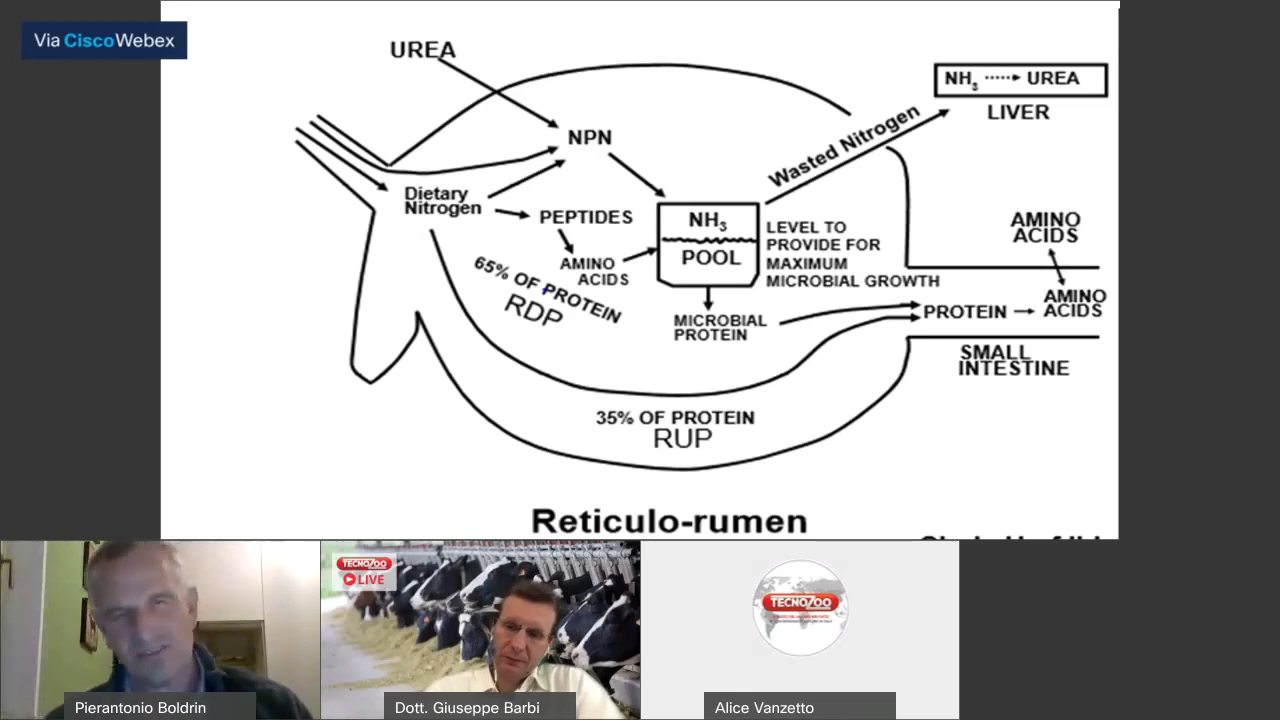 Via CiscoWebex
UREA
NH3 UREA
LIVER
Wasted Nitrogen
NPN
Dietary
Nitrogen
PEPTIDES
AMINO
ACIDS
65% OF PROTEIN
RDP
NH3
POOL
LEVEL TO
PROVIDE FOR
MAXIMUM
MICROBIAL GROWTH
MICROBIAL
PROTEIN
AMINO
ACIDS
PROTEIN
AMINO
ACIDS
SMALL
INTESTINE
35% OF PROTEIN
RUP
Reticulo-rumen
TECNOZOO
LIVE
TECNOZOO
Pierantonio Boldrin
Dott. Giuseppe Barbi
Alice Vanzetto